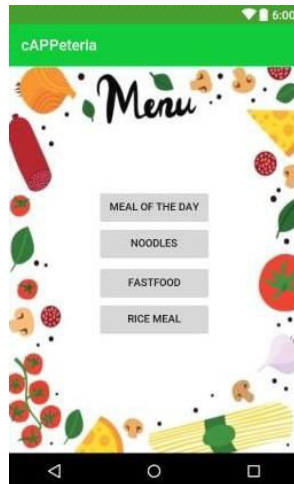 6:00
cAPPeteria
Menu
MEAL OF THE DAY
NOODLES
FASTFOOD
RICE MEAL